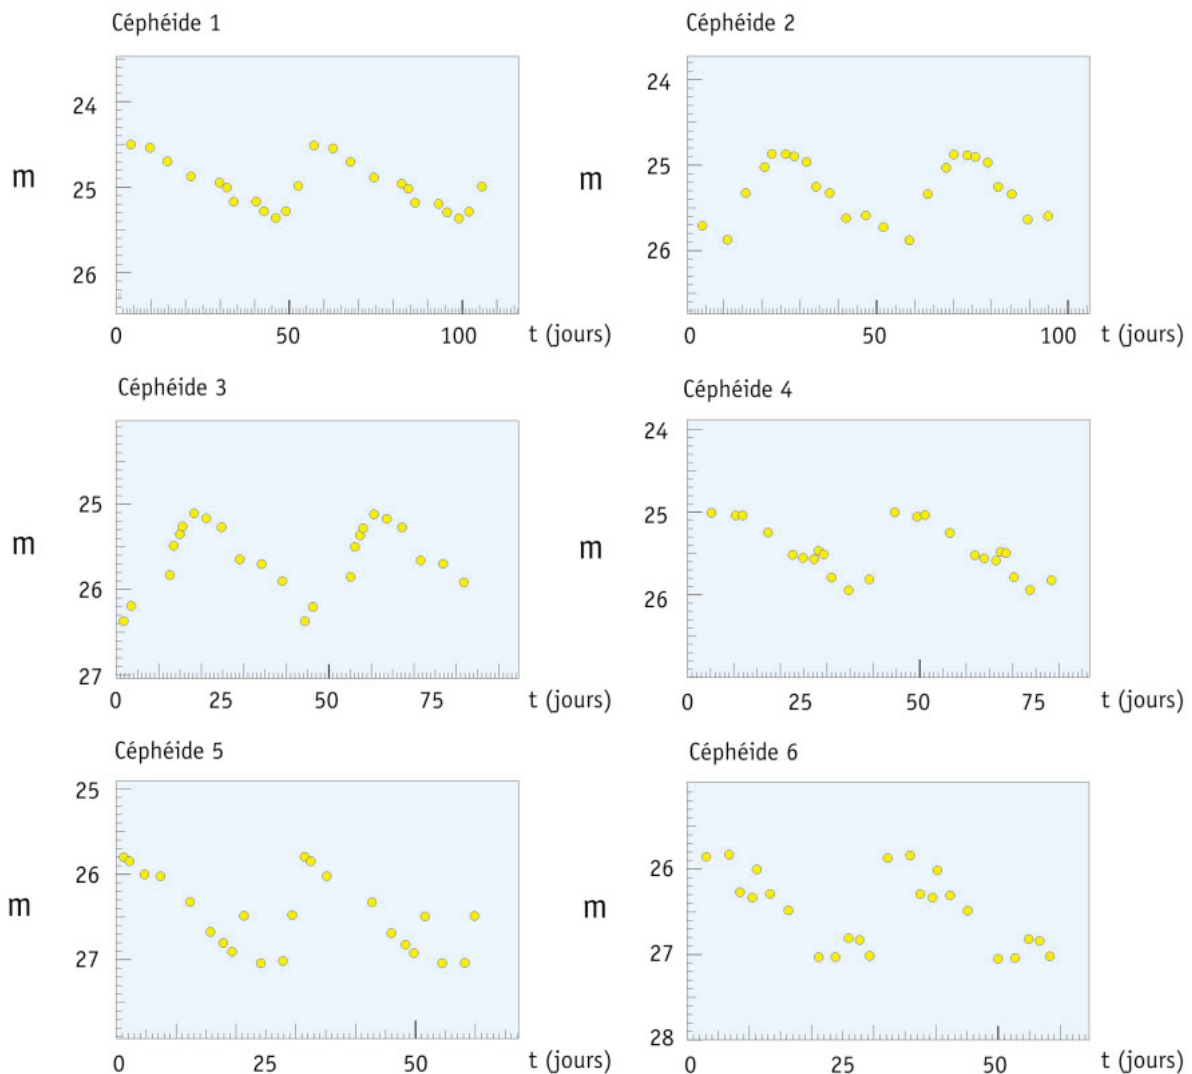 Céphéide 1
24
25
26
m
0 50 100 t (jours)
Céphéide 2
24
25
26
m
0 50 100 t (jours)
Céphéide 3
25
26
27
m
0 25 50 75 t (jours)
Céphéide 4
24
25
26
m
0 25 50 75 t (jours)
Céphéide 5
25
26
27
m
0 25 50 t (jours)
Céphéide 6
26
27
28
m
0 25 50 t (jours)